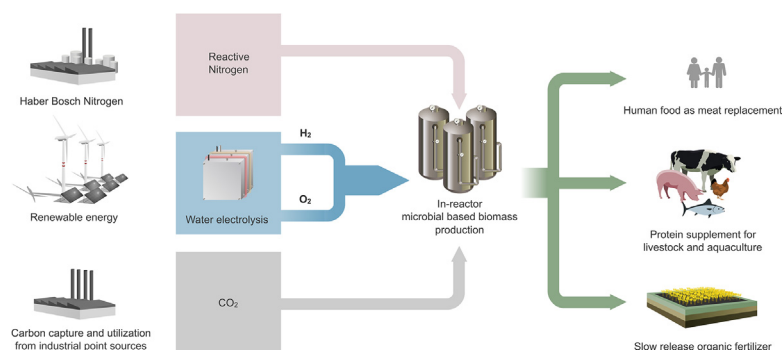 Haber Bosch Nitrogen
Reactive
Nitrogen
Renewable energy
H₂
O₂
Water electrolysis
Carbon capture and utilization
from industrial point sources
CO₂
In-reactor
microbial based biomass
production
Human food as meat replacement
Protein supplement for
livestock and aquaculture
Slow release organic fertilizer